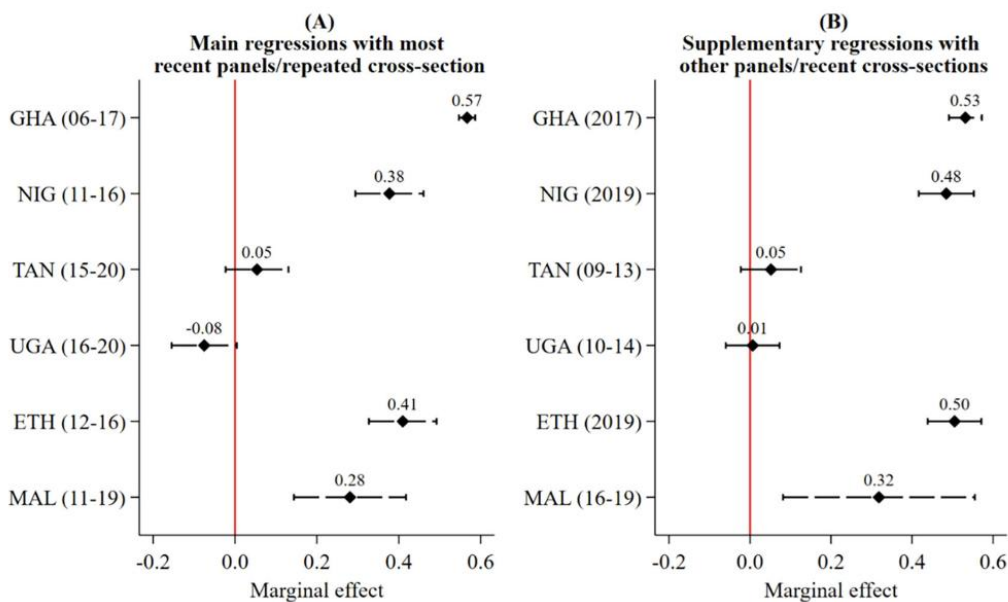 (A)
Main regressions with most
recent panels/repeated cross-section
GHA (06-17)
0.57
NIG (11-16)
0.38
TAN (15-20)
0.05
UGA (16-20)
-0.08
ETH (12-16)
0.41
MAL (11-19)
0.28
-0.2 0.0 0.2 0.4 0.6
Marginal effect
(B)
Supplementary regressions with
other panels/recent cross-sections
GHA (2017)
0.53
NIG (2019)
0.48
TAN (09-13)
0.05
UGA (10-14)
0.01
ETH (2019)
0.50
MAL (16-19)
0.32
-0.2 0.0 0.2 0.4 0.6
Marginal effect